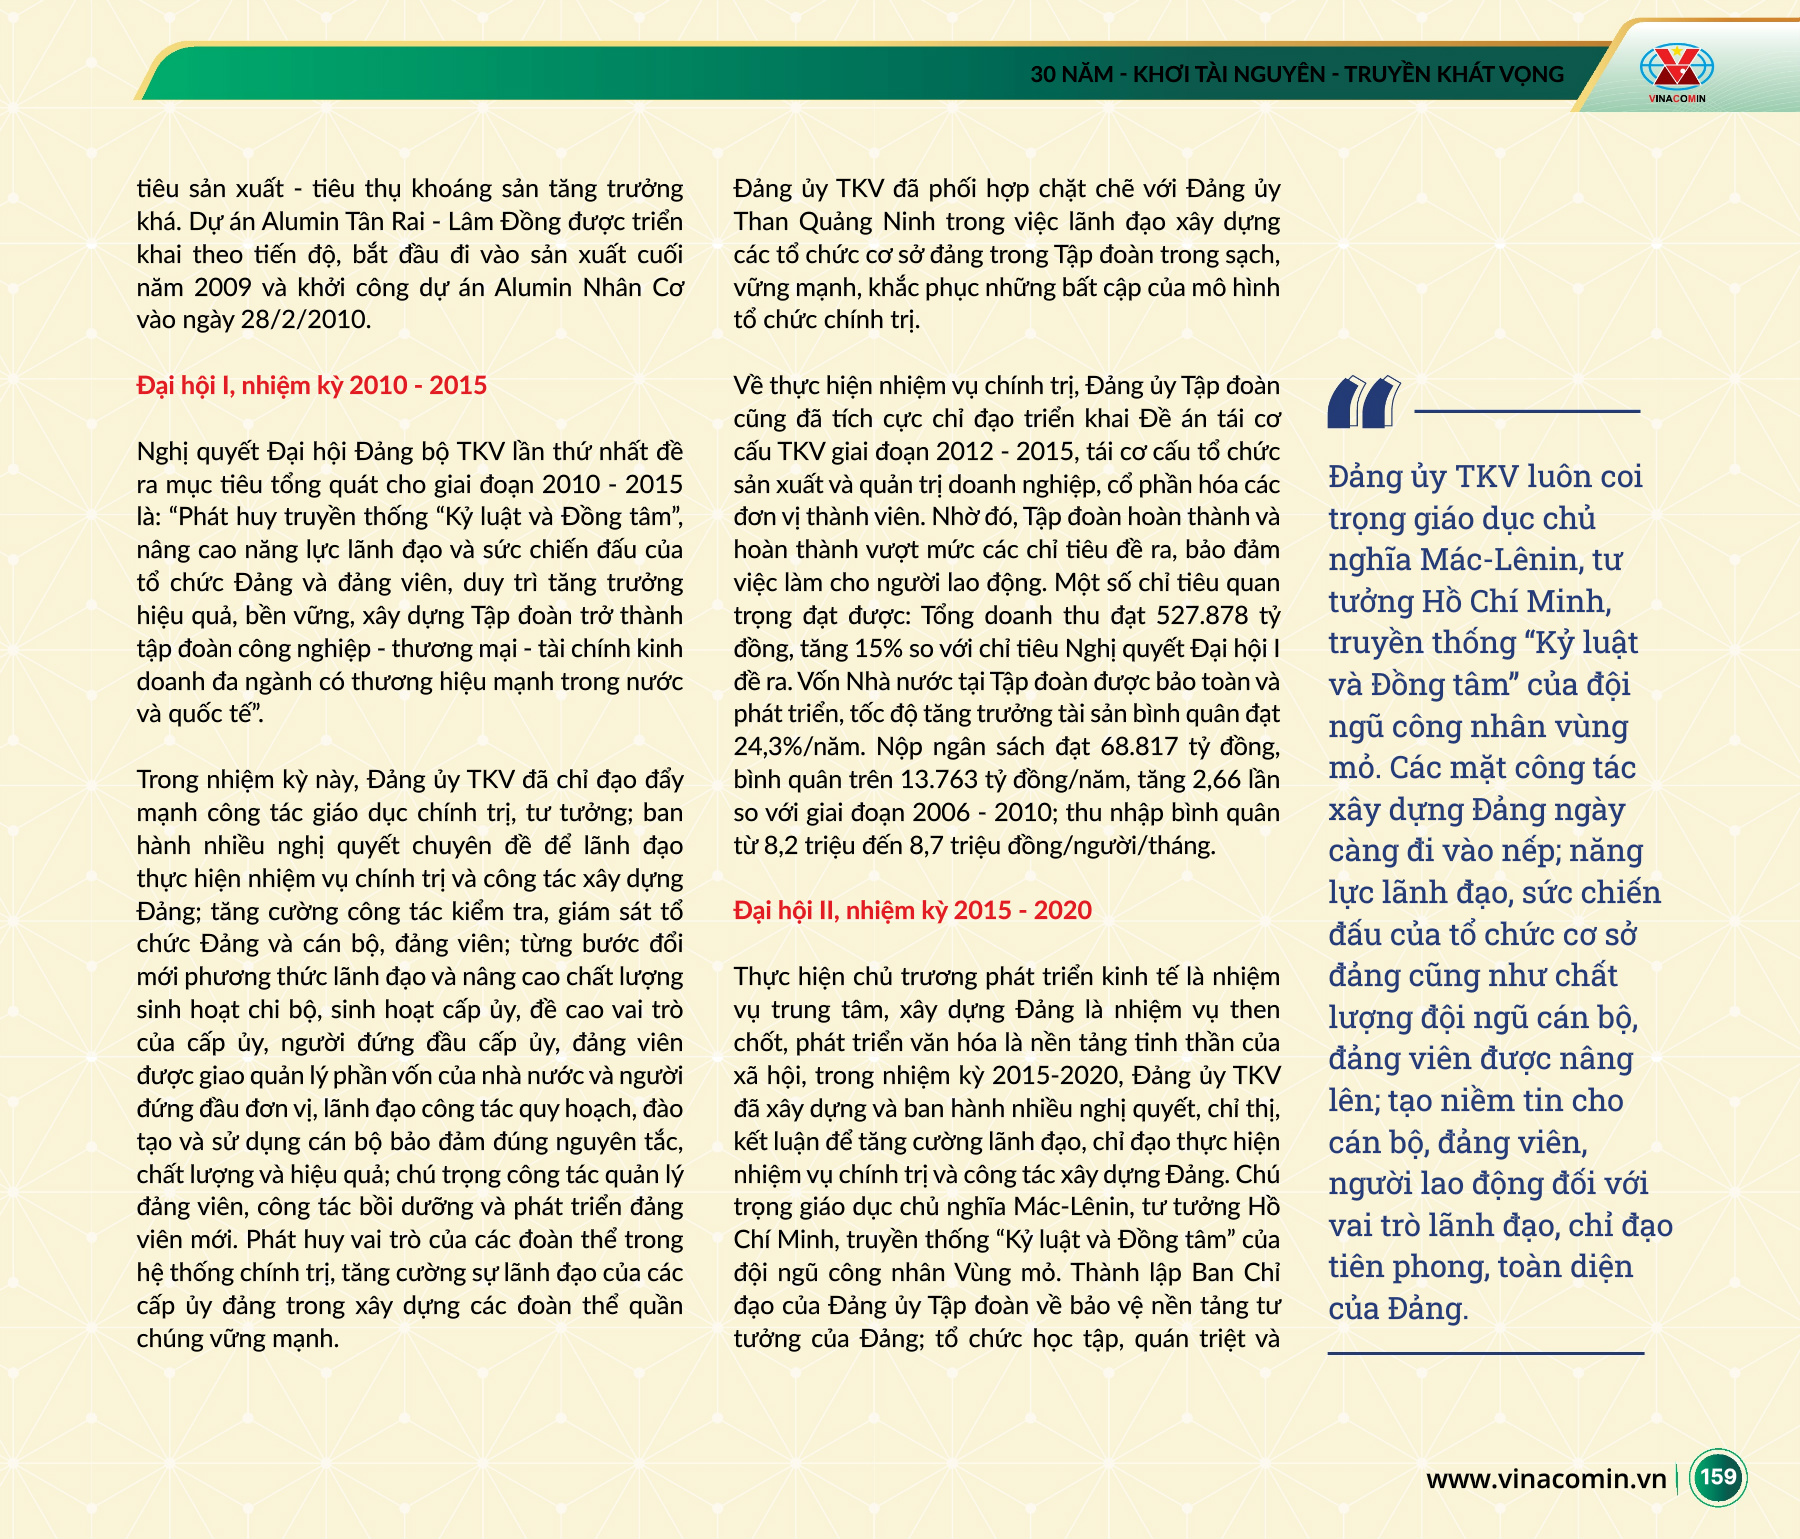 30 NĂM - KHƠI TÀI NGUYÊN - TRUYỀN KHÁT VỌNG
VINACOMIN
tiêu sản xuất - tiêu thụ khoáng sản tăng trưởng
khá. Dự án Alumin Tân Rai - Lâm Đồng được triển
khai theo tiến độ, bắt đầu đi vào sản xuất cuối
năm 2009 và khởi công dự án Alumin Nhân Cơ
vào ngày 28/2/2010.
Đại hội I, nhiệm kỳ 2010 - 2015
Nghị quyết Đại hội Đảng bộ TKV lần thứ nhất đề
ra mục tiêu tổng quát cho giai đoạn 2010 - 2015
là: “Phát huy truyền thống “Kỷ luật và Đồng tâm”,
nâng cao năng lực lãnh đạo và sức chiến đấu của
tổ chức Đảng và đảng viên, duy trì tăng trưởng
hiệu quả, bền vững, xây dựng Tập đoàn trở thành
tập đoàn công nghiệp - thương mại - tài chính kinh
doanh đa ngành có thương hiệu mạnh trong nước
và quốc tế”.
Trong nhiệm kỳ này, Đảng ủy TKV đã chỉ đạo đẩy
mạnh công tác giáo dục chính trị, tư tưởng; ban
hành nhiều nghị quyết chuyên đề để lãnh đạo
thực hiện nhiệm vụ chính trị và công tác xây dựng
Đảng; tăng cường công tác kiểm tra, giám sát tổ
chức Đảng và cán bộ, đảng viên; từng bước đổi
mới phương thức lãnh đạo và nâng cao chất lượng
sinh hoạt chi bộ, sinh hoạt cấp ủy, đề cao vai trò
của cấp ủy, người đứng đầu cấp ủy, đảng viên
được giao quản lý phần vốn của nhà nước và người
đứng đầu đơn vị, lãnh đạo công tác quy hoạch, đào
tạo và sử dụng cán bộ bảo đảm đúng nguyên tắc,
chất lượng và hiệu quả; chú trọng công tác quản lý
đảng viên, công tác bồi dưỡng và phát triển đảng
viên mới. Phát huy vai trò của các đoàn thể trong
hệ thống chính trị, tăng cường sự lãnh đạo của các
cấp ủy đảng trong xây dựng các đoàn thể quần
chúng vững mạnh.
Đảng ủy TKV đã phối hợp chặt chẽ với Đảng ủy
Than Quảng Ninh trong việc lãnh đạo xây dựng
các tổ chức cơ sở đảng trong Tập đoàn trong sạch,
vững mạnh, khắc phục những bất cập của mô hình
tổ chức chính trị.
Về thực hiện nhiệm vụ chính trị, Đảng ủy Tập đoàn
cũng đã tích cực chỉ đạo triển khai Đề án tái cơ
cấu TKV giai đoạn 2012 - 2015, tái cơ cấu tổ chức
sản xuất và quản trị doanh nghiệp, cổ phần hóa các
đơn vị thành viên. Nhờ đó, Tập đoàn hoàn thành và
hoàn thành vượt mức các chỉ tiêu đề ra, bảo đảm
việc làm cho người lao động. Một số chỉ tiêu quan
trọng đạt được: Tổng doanh thu đạt 527.878 tỷ
đồng, tăng 15% so với chỉ tiêu Nghị quyết Đại hội I
đề ra. Vốn Nhà nước tại Tập đoàn được bảo toàn và
phát triển, tốc độ tăng trưởng tài sản bình quân đạt
24,3%/năm. Nộp ngân sách đạt 68.817 tỷ đồng,
bình quân trên 13.763 tỷ đồng/năm, tăng 2,66 lần
so với giai đoạn 2006 - 2010; thu nhập bình quân
từ 8,2 triệu đến 8,7 triệu đồng/người/tháng.
Đại hội II, nhiệm kỳ 2015 - 2020
Thực hiện chủ trương phát triển kinh tế là nhiệm
vụ trung tâm, xây dựng Đảng là nhiệm vụ then
chốt, phát triển văn hóa là nền tảng tinh thần của
xã hội, trong nhiệm kỳ 2015-2020, Đảng ủy TKV
đã xây dựng và ban hành nhiều nghị quyết, chỉ thị,
kết luận để tăng cường lãnh đạo, chỉ đạo thực hiện
nhiệm vụ chính trị và công tác xây dựng Đảng. Chú
trọng giáo dục chủ nghĩa Mác-Lênin, tư tưởng Hồ
Chí Minh, truyền thống “Kỷ luật và Đồng tâm” của
đội ngũ công nhân Vùng mỏ. Thành lập Ban Chỉ
đạo của Đảng ủy Tập đoàn về bảo vệ nền tảng tư
tưởng của Đảng; tổ chức học tập, quán triệt và
“
Đảng ủy TKV luôn coi
trọng giáo dục chủ
nghĩa Mác-Lênin, tư
tưởng Hồ Chí Minh,
truyền thống “Kỷ luật
và Đồng tâm” của đội
ngũ công nhân vùng
mỏ. Các mặt công tác
xây dựng Đảng ngày
càng đi vào nếp; năng
lực lãnh đạo, sức chiến
đấu của tổ chức cơ sở
đảng cũng như chất
lượng đội ngũ cán bộ,
đảng viên được nâng
lên; tạo niềm tin cho
cán bộ, đảng viên,
người lao động đối với
vai trò lãnh đạo, chỉ đạo
tiên phong, toàn diện
của Đảng.
www.vinacomin.vn 159